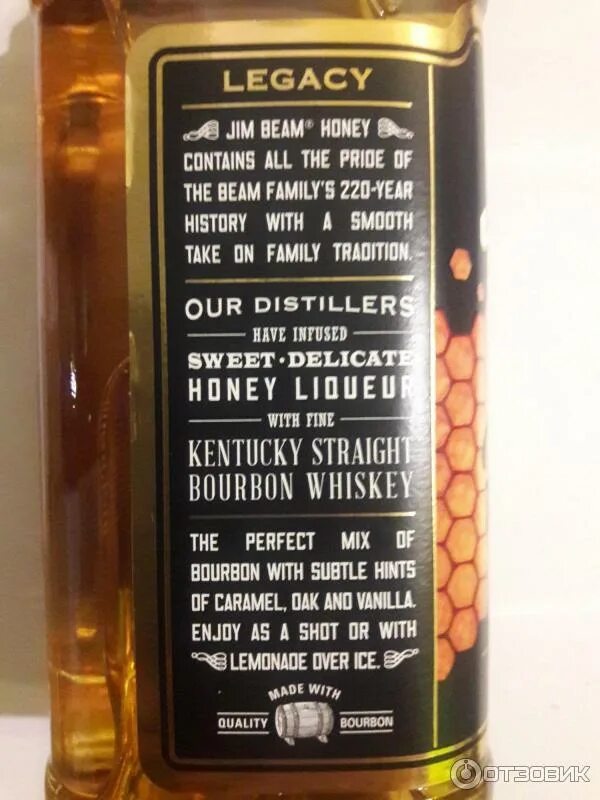 LEGACY
JIM BEAM® HONEY
CONTAINS ALL THE PRIDE OF
THE BEAM FAMILY'S 220-YEAR
HISTORY WITH A SMOOTH
TAKE ON FAMILY TRADITION.
OUR DISTILLERS
HAVE INFUSED
SWEET·DELICATE
HONEY LIQUEUR
WITH FINE
KENTUCKY STRAIGHT
BOURBON WHISKEY
THE PERFECT MIX OF
BOURBON WITH SUBTLE HINTS
OF CARAMEL, OAK AND VANILLA.
ENJOY AS A SHOT OR WITH
LEMONADE OVER ICE.
MADE WITH
QUALITY BOURBON
ОТЗОВИК